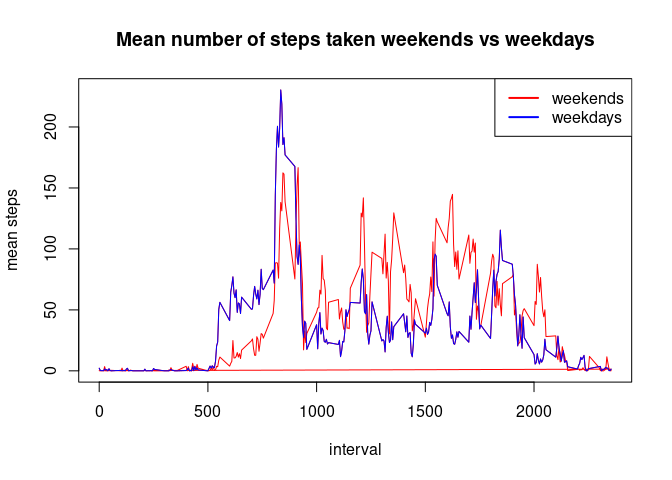 Mean number of steps taken weekends vs weekdays
weekends
weekdays
mean steps
200
150
100
50
0
0
500
1000
1500
2000
interval